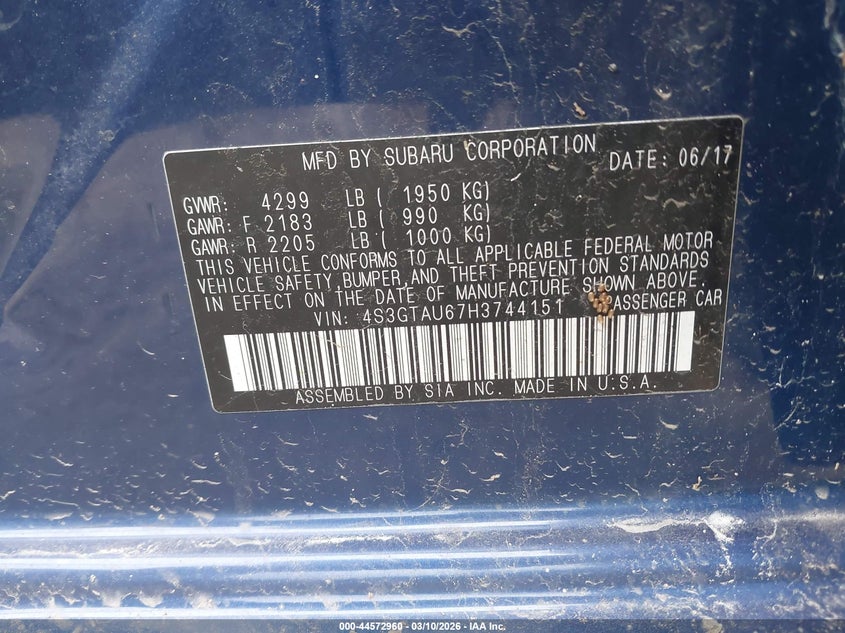 MFD BY SUBARU CORPORATION DATE: 06/17
GVWR: 4299 LB ( 1950 KG)
GAWR: F 2183 LB ( 990 KG)
GAWR: R 2205 LB ( 1000 KG)
THIS VEHICLE CONFORMS TO ALL APPLICABLE FEDERAL MOTOR
VEHICLE SAFETY, BUMPER, AND THEFT PREVENTION STANDARDS
IN EFFECT ON THE DATE OF MANUFACTURE SHOWN ABOVE.
VIN: 4S3GTAU67H3744151 PASSENGER CAR
ASSEMBLED BY SIA INC. MADE IN U.S.A.
000-44572960 - 03/10/2026 - IAA Inc.